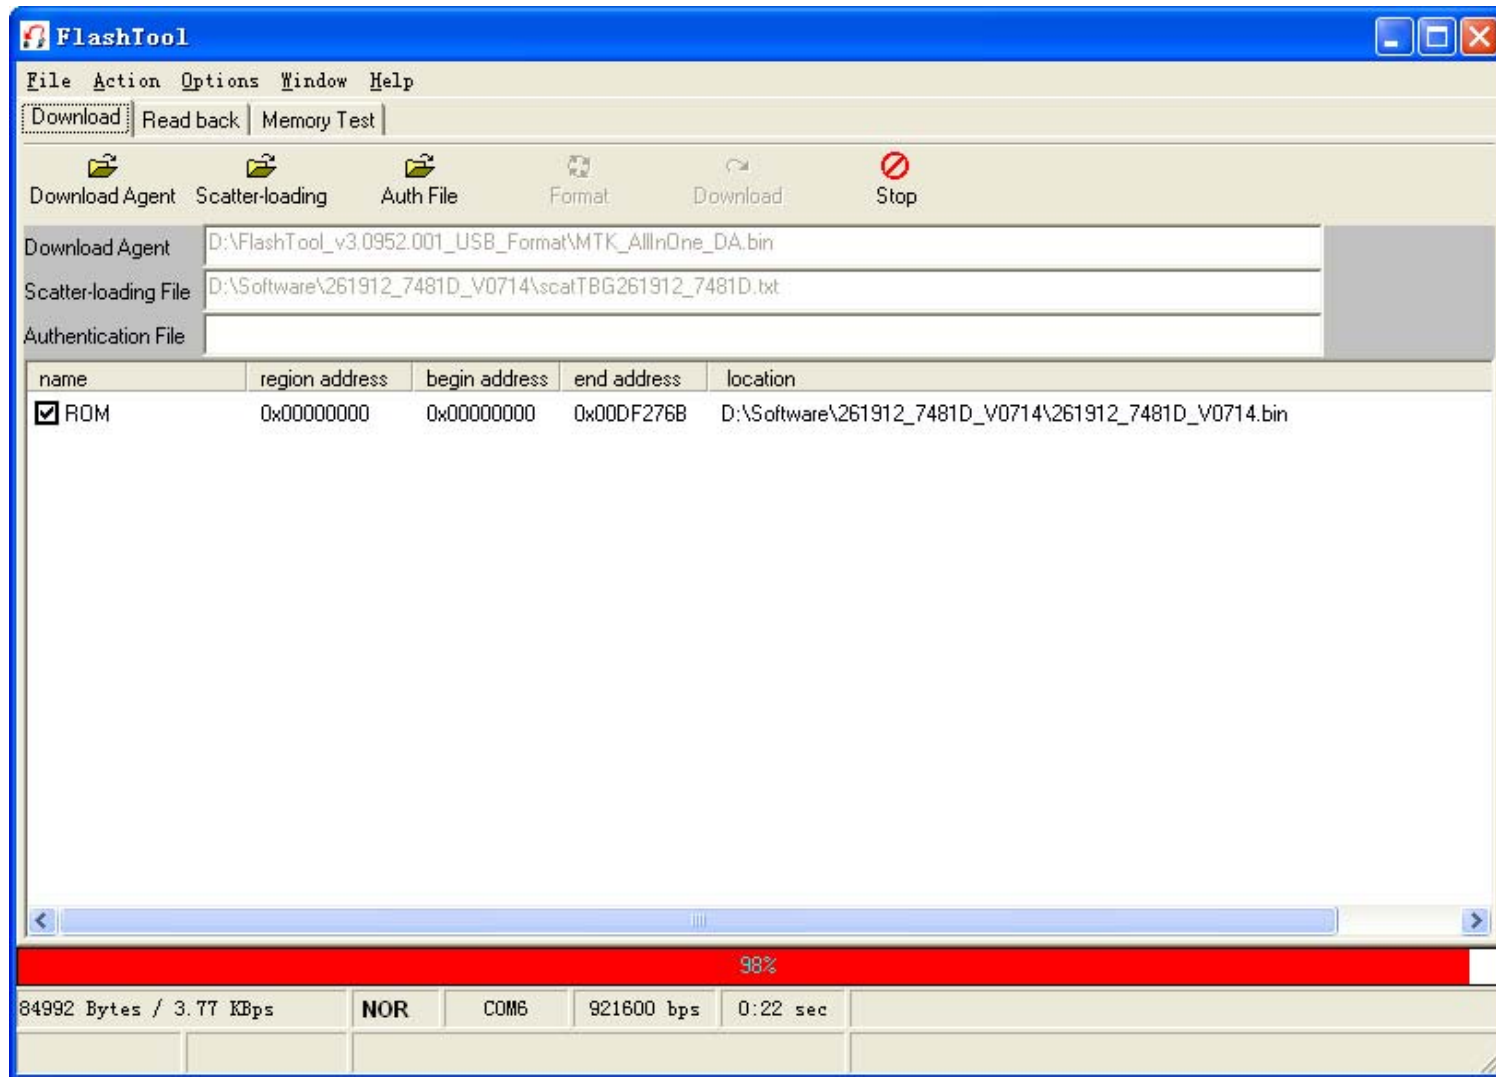 FlashTool
File Action Options Window Help
Download Read back Memory Test
Download Agent Scatter-loading Auth File Format Download Stop
Download Agent D:\FlashTool_v3.0952.001_USB_Format\MTK_AllInOne_DA.bin
Scatter-loading File D:\Software\261912_7481D_V0714\scatTBG261912_7481D.txt
Authentication File
name region address begin address end address location
ROM 0x00000000 0x00000000 0x00DF276B D:\Software\261912_7481D_V0714\261912_7481D_V0714.bin
98%
84992 Bytes / 3.77 KBps NOR COM6 921600 bps 0:22 sec